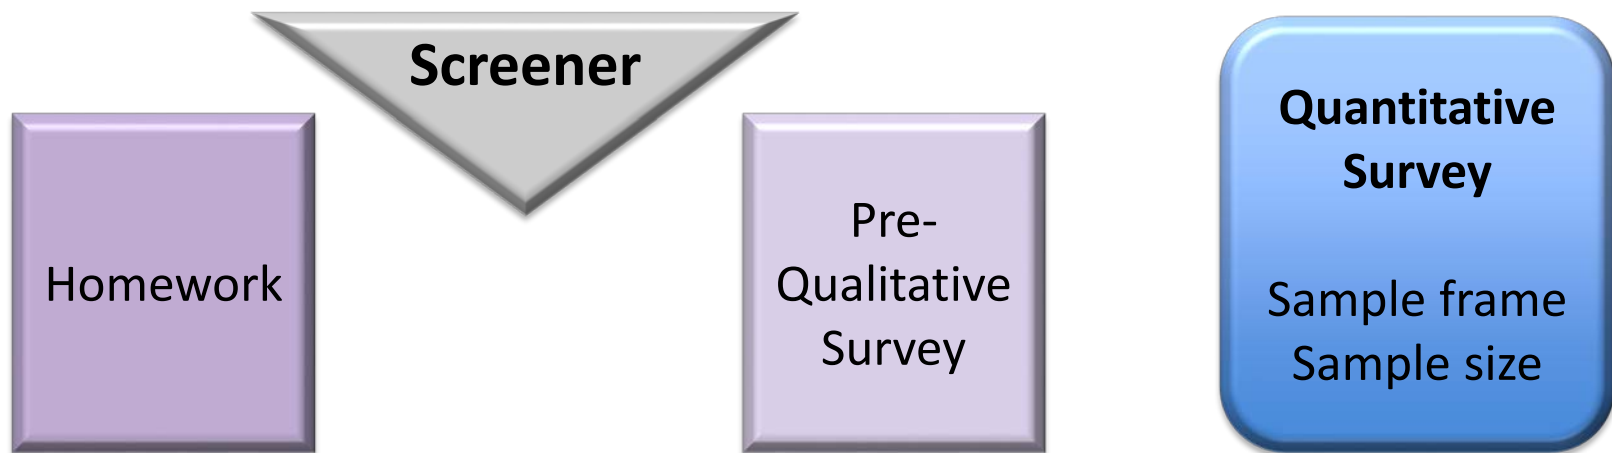 Screener
Homework
Pre-
Qualitative
Survey
Quantitative
Survey
Sample frame
Sample size